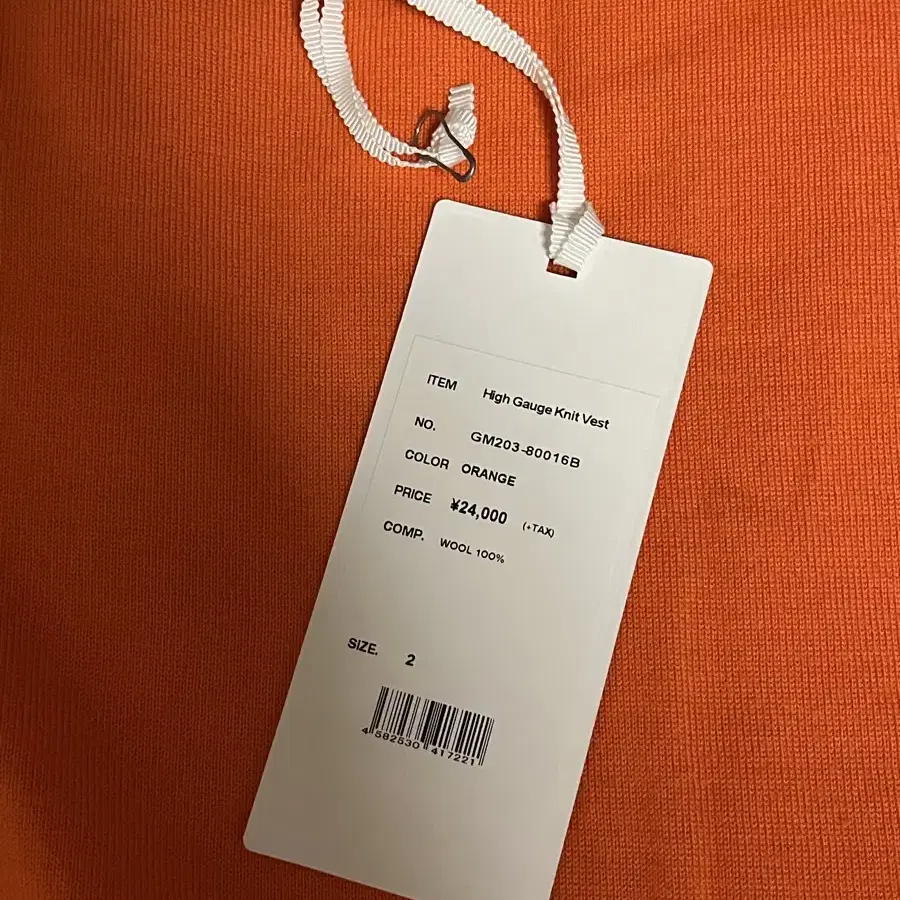 ITEM High Gauge Knit Vest
NO. GM203-80016B
COLOR ORANGE
PRICE ¥24,000 (+TAX)
COMP. WOOL 100%
SIZE. 2
4 582530 417221